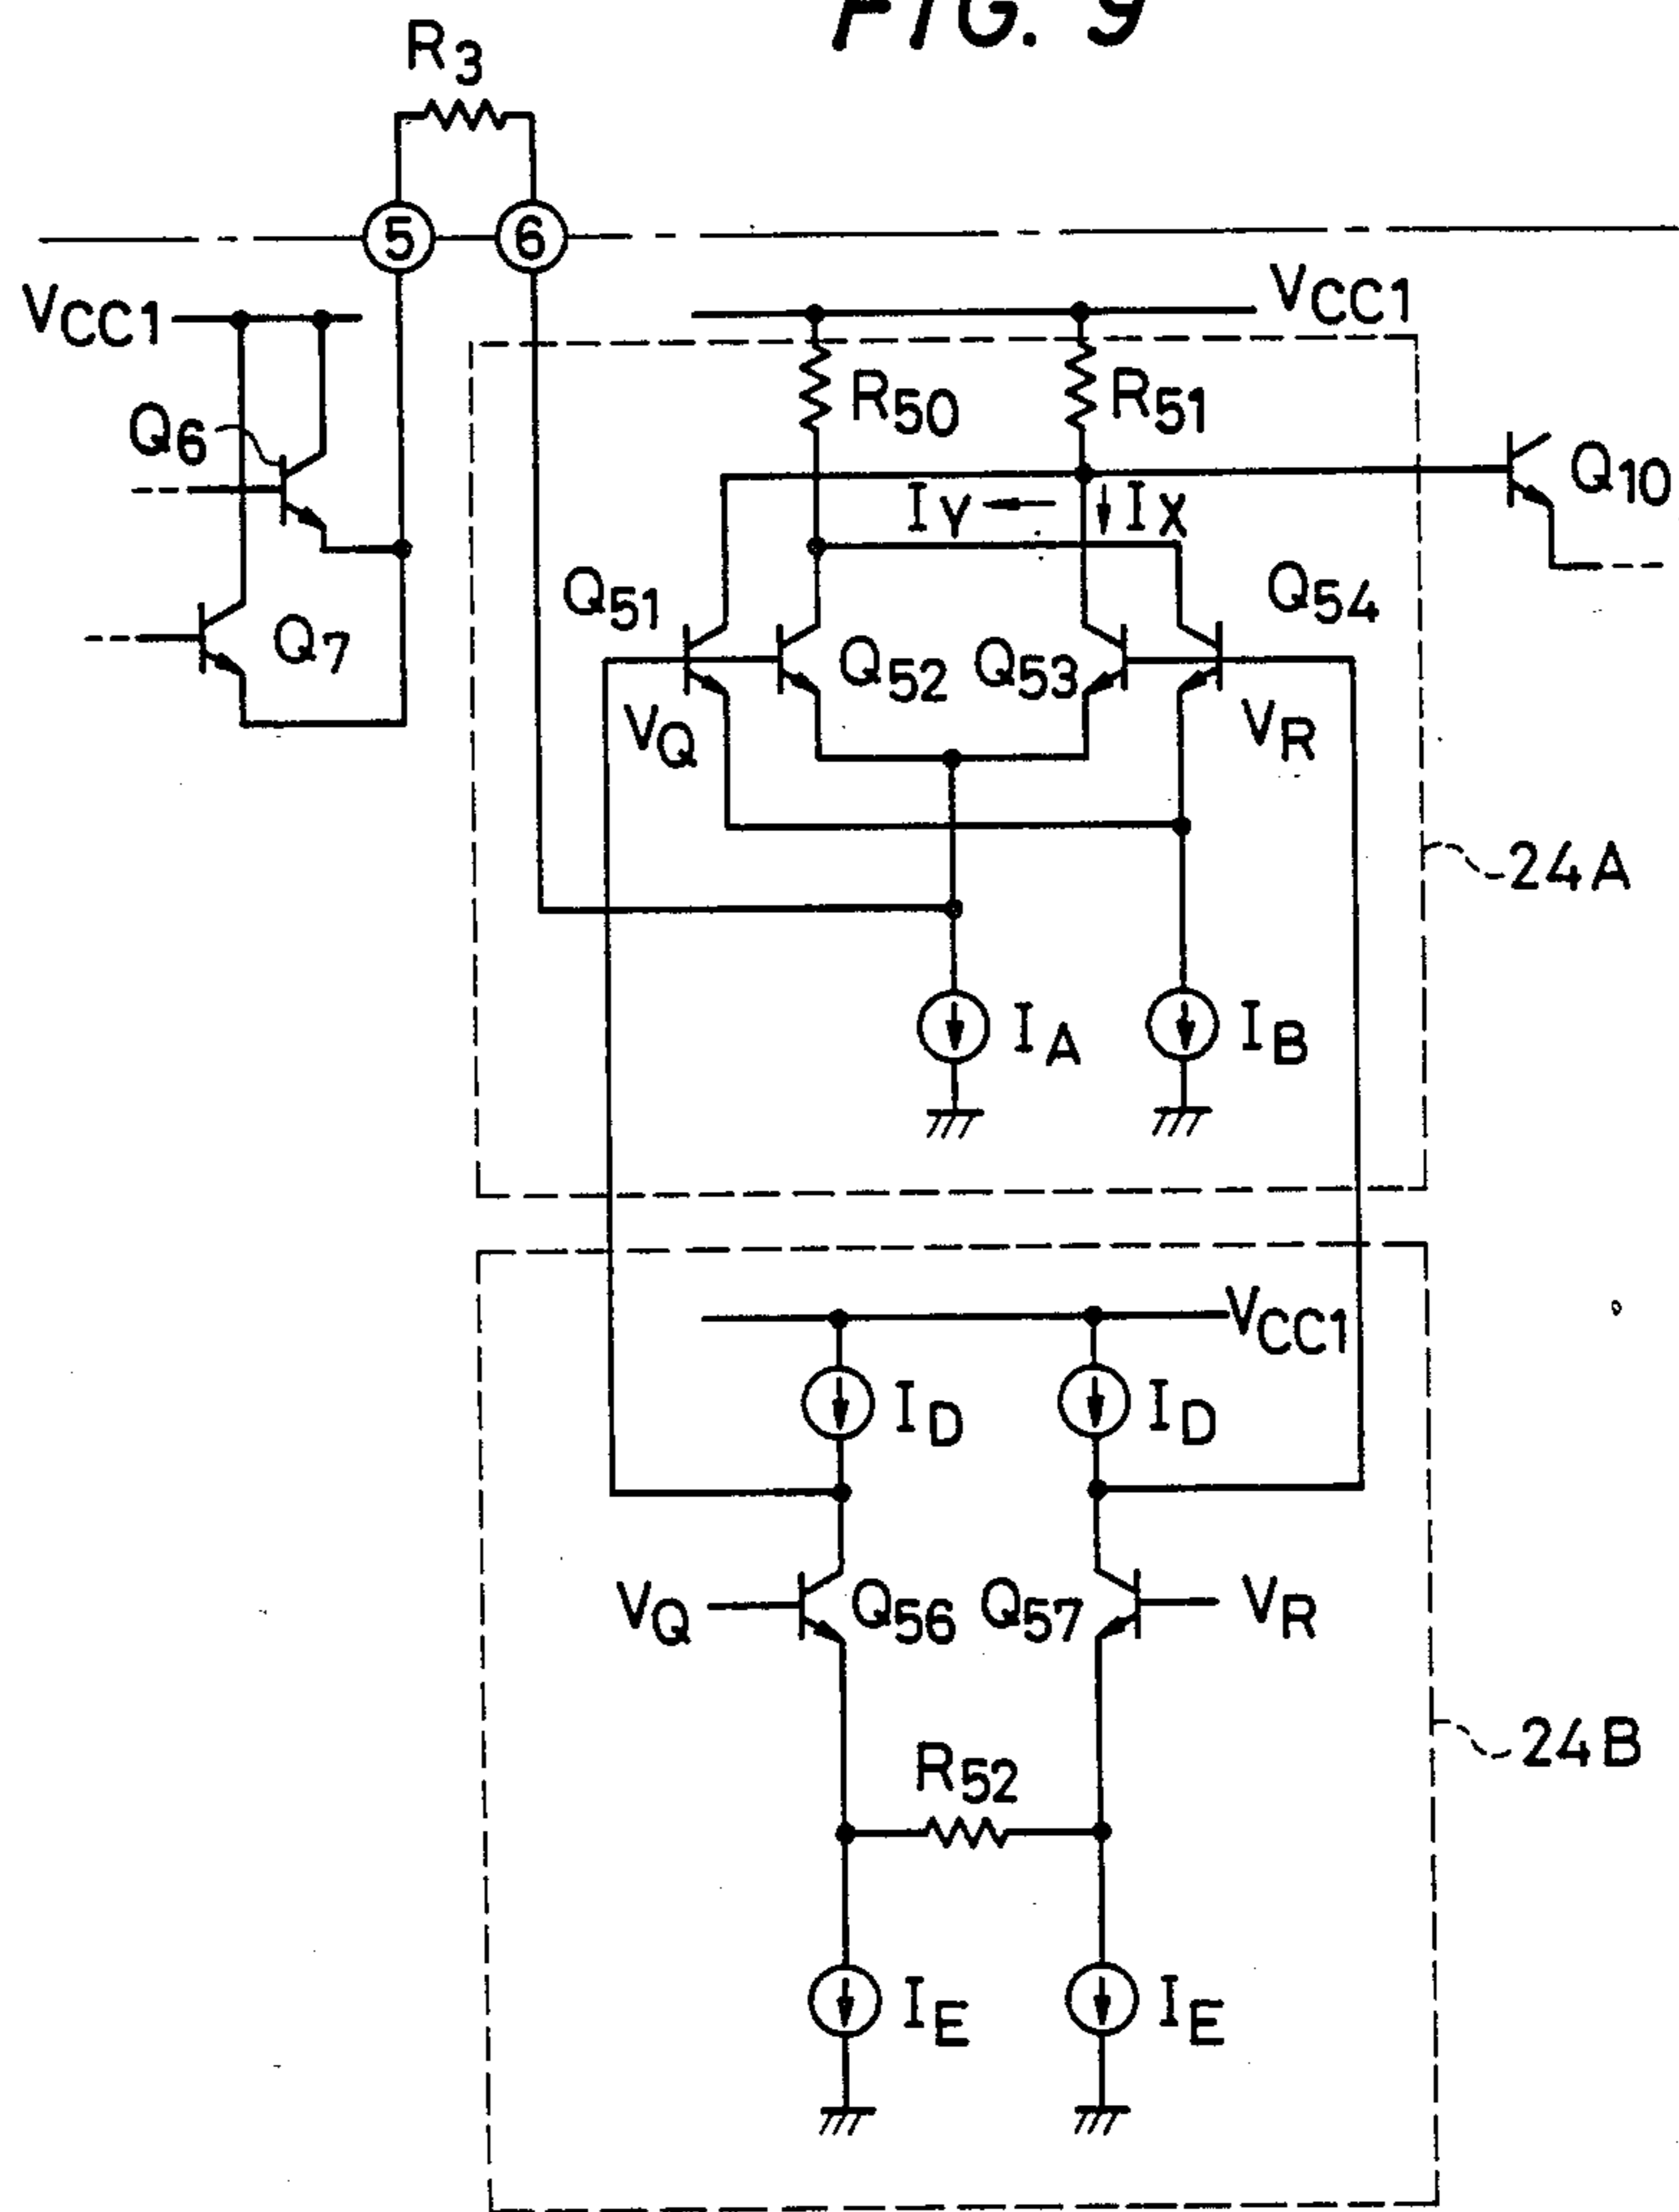 FIG. 9
R3
5 6
VCC1
VCC1
Q6
R50
R51
Q10
IY
IX
Q51
Q54
Q7
Q52
Q53
VQ
VR
24A
IA
IB
VCC1
ID
ID
VQ
Q56
Q57
VR
R52
24B
IE
IE